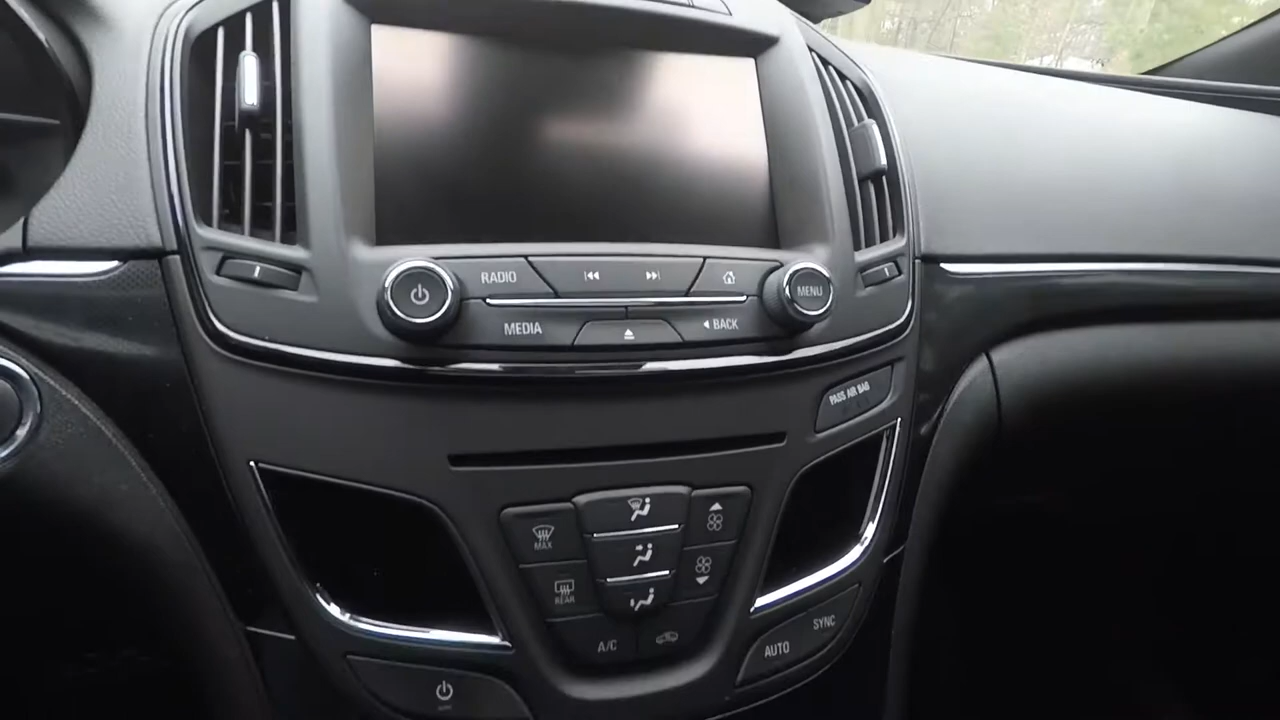 RADIO
MENU
MEDIA
BACK
PASS AIR BAG
MAX
REAR
A/C
SYNC
AUTO